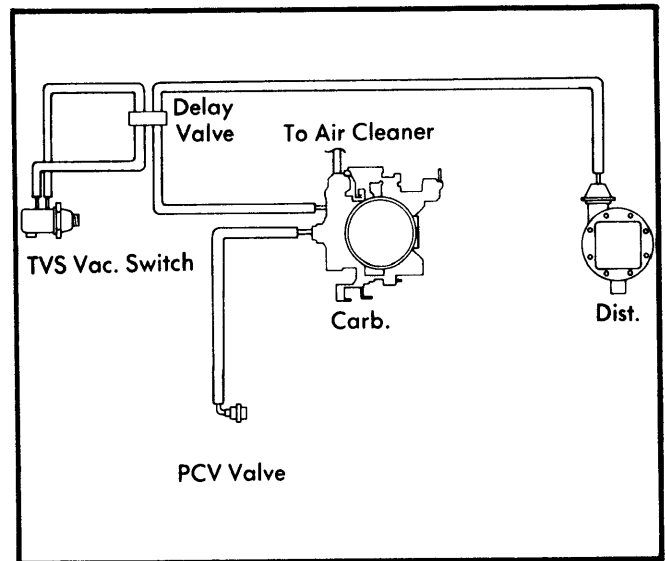 Delay
Valve
To Air Cleaner
TVS Vac. Switch
Carb.
Dist.
PCV Valve